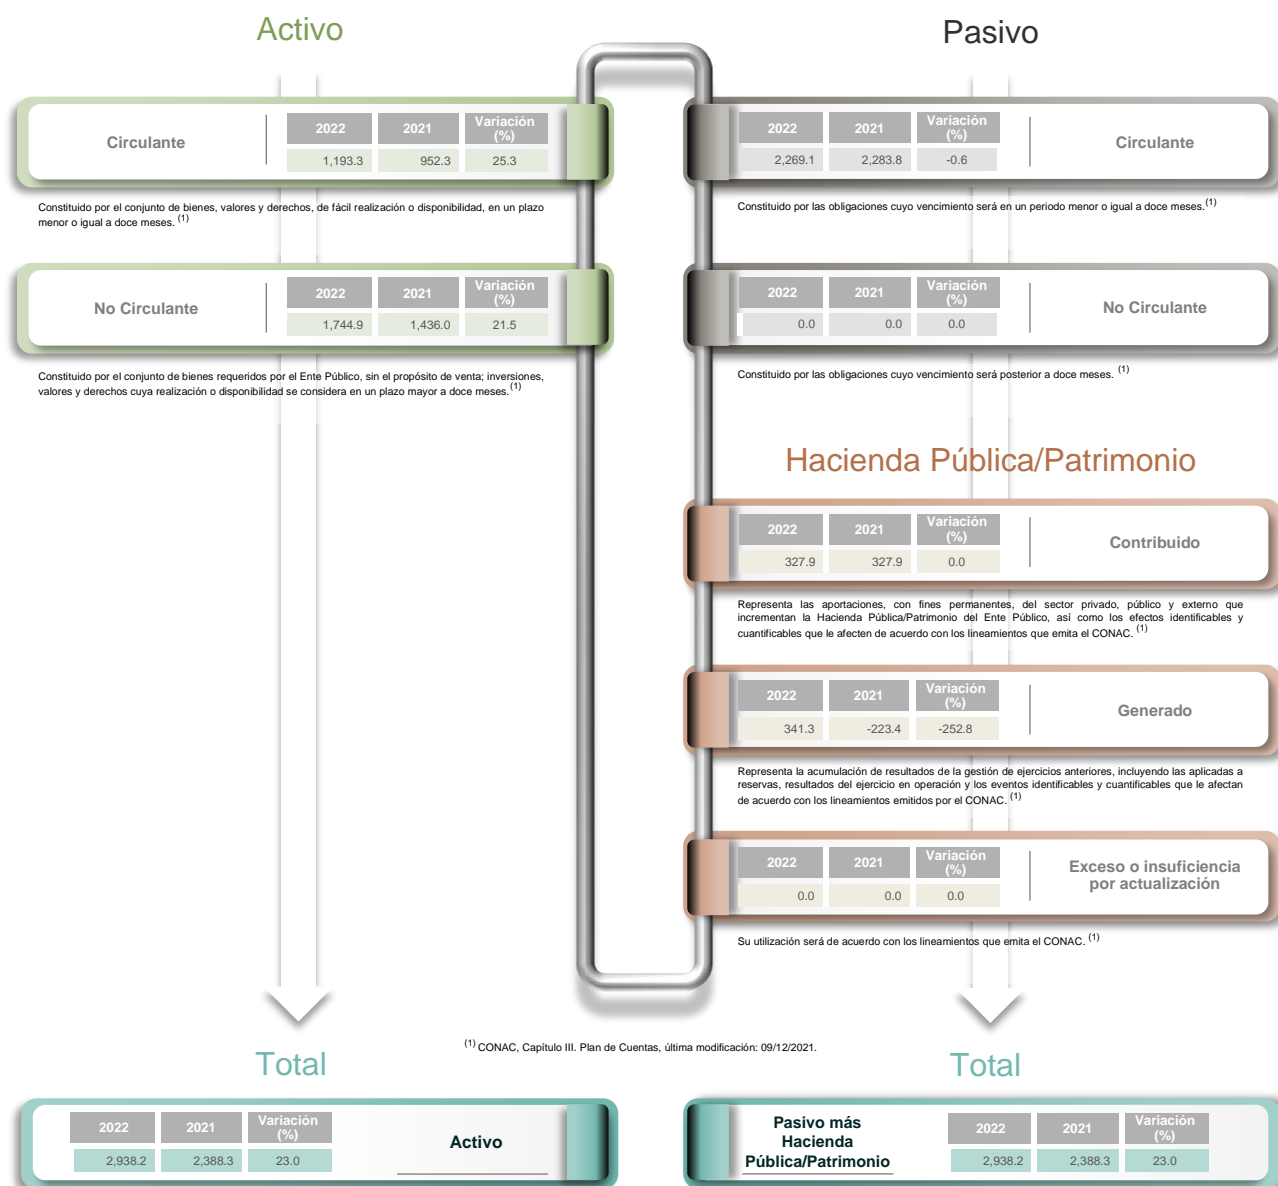 Activo
Circulante
2022 2021 Variación (%)
1,193.3 952.3 25.3
Constituido por el conjunto de bienes, valores y derechos, de fácil realización o disponibilidad, en un plazo
menor o igual a doce meses. (1)
No Circulante
2022 2021 Variación (%)
1,744.9 1,436.0 21.5
Constituido por el conjunto de bienes requeridos por el Ente Público, sin el propósito de venta; inversiones,
valores y derechos cuya realización o disponibilidad se considera en un plazo mayor a doce meses. (1)
Pasivo
2022 2021 Variación (%)
2,269.1 2,283.8 -0.6
Circulante
Constituido por las obligaciones cuyo vencimiento será en un periodo menor o igual a doce meses. (1)
2022 2021 Variación (%)
0.0 0.0 0.0
No Circulante
Constituido por las obligaciones cuyo vencimiento será posterior a doce meses. (1)
Hacienda Pública/Patrimonio
2022 2021 Variación (%)
327.9 327.9 0.0
Contribuido
Representa las aportaciones, con fines permanentes, del sector privado, público y externo que
incrementan la Hacienda Pública/Patrimonio del Ente Público, así como los efectos identificables y
cuantificables que le afecten de acuerdo con los lineamientos que emita el CONAC. (1)
2022 2021 Variación (%)
341.3 -223.4 -252.8
Generado
Representa la acumulación de resultados de la gestión de ejercicios anteriores, incluyendo las aplicadas a
reservas, resultados del ejercicio en operación y los eventos identificables y cuantificables que le afectan
de acuerdo con los lineamientos emitidos por el CONAC. (1)
2022 2021 Variación (%)
0.0 0.0 0.0
Exceso o insuficiencia
por actualización
Su utilización será de acuerdo con los lineamientos que emita el CONAC. (1)
(1) CONAC, Capítulo III. Plan de Cuentas, última modificación: 09/12/2021.
Total
2022 2021 Variación (%)
2,938.2 2,388.3 23.0
Activo
Total
Pasivo más
Hacienda
Pública/Patrimonio
2022 2021 Variación (%)
2,938.2 2,388.3 23.0